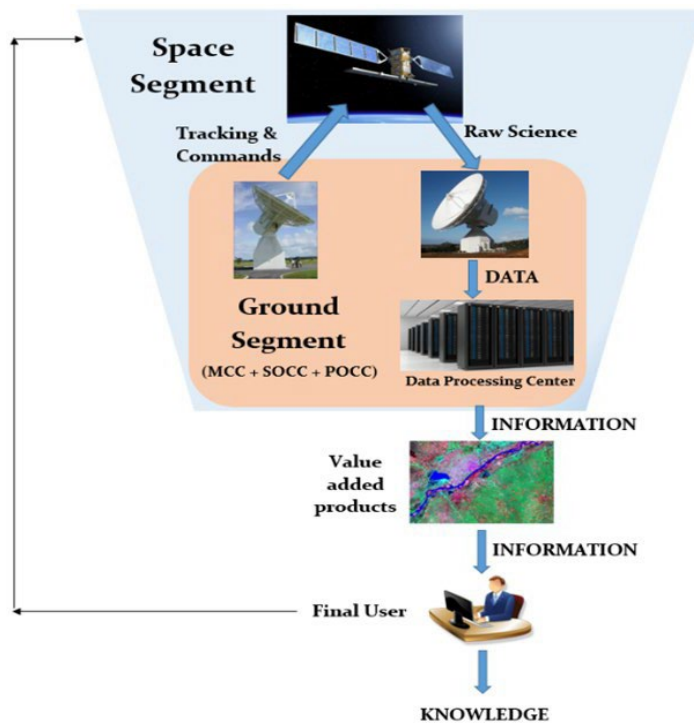 Space
Segment
Tracking &
Commands
Raw Science
DATA
Ground
Segment
(MCC + SOCC + POCC)
Data Processing Center
INFORMATION
Value
added
products
INFORMATION
Final User
KNOWLEDGE